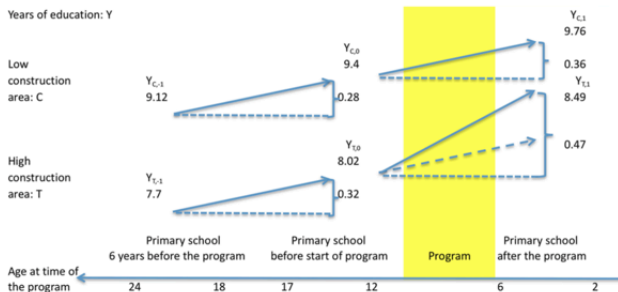 Years of education: Y
Y_{C,1}
9.76
Y_{C,0}
9.4
Low
construction
area: C
Y_{C,-1}
9.12
0.28
0.36
Y_{T,1}
8.49
Y_{T,0}
8.02
High
construction
area: T
Y_{T,-1}
7.7
0.32
0.47
Primary school
6 years before the program
Primary school
before start of program
Program
Primary school
after the program
Age at time of
the program
24 18 17 12 6 2